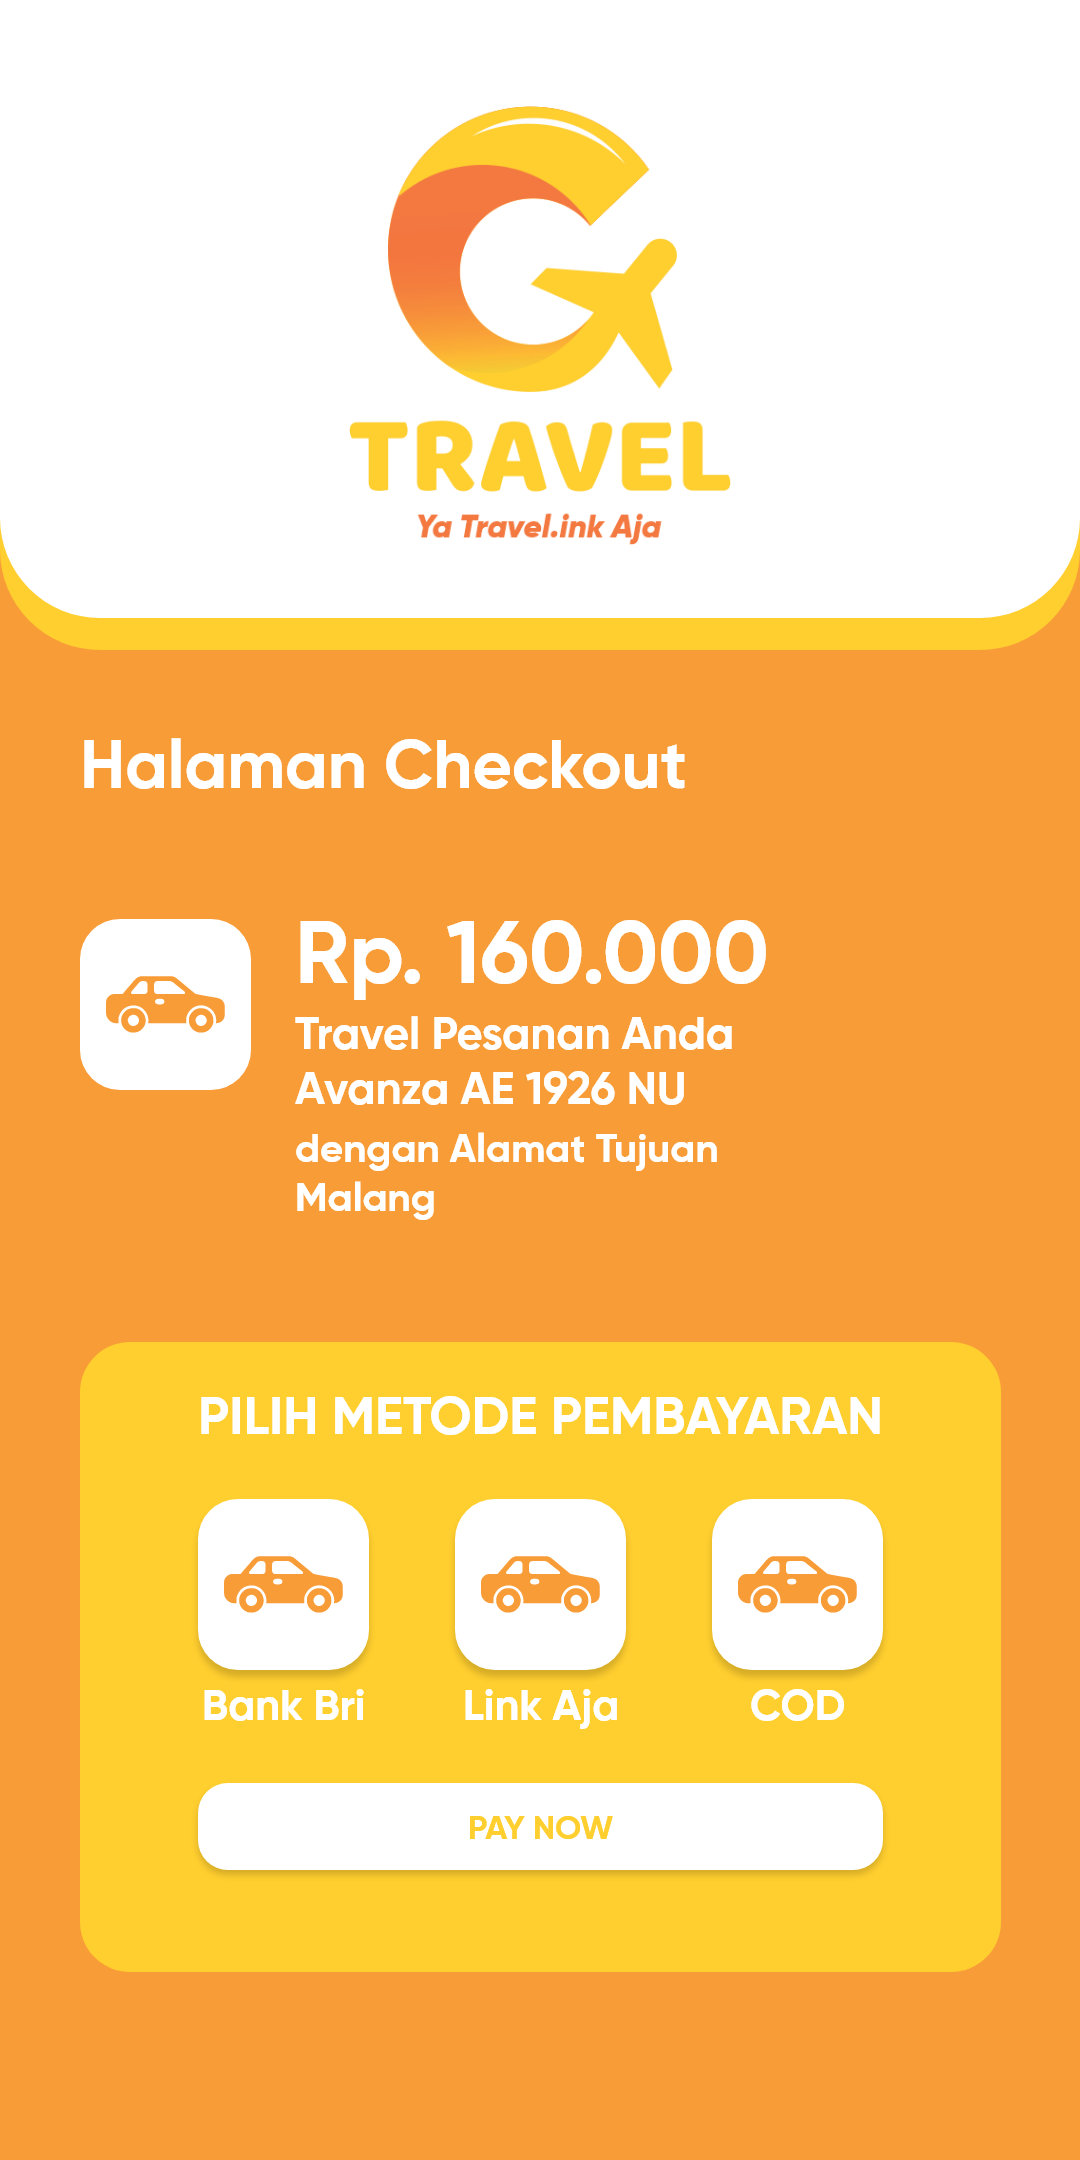 TRAVEL
Ya Travel.ink Aja
Halaman Checkout
Rp. 160.000
Travel Pesanan Anda
Avanza AE 1926 NU
dengan Alamat Tujuan
Malang
PILIH METODE PEMBAYARAN
Bank Bri
Link Aja
COD
PAY NOW